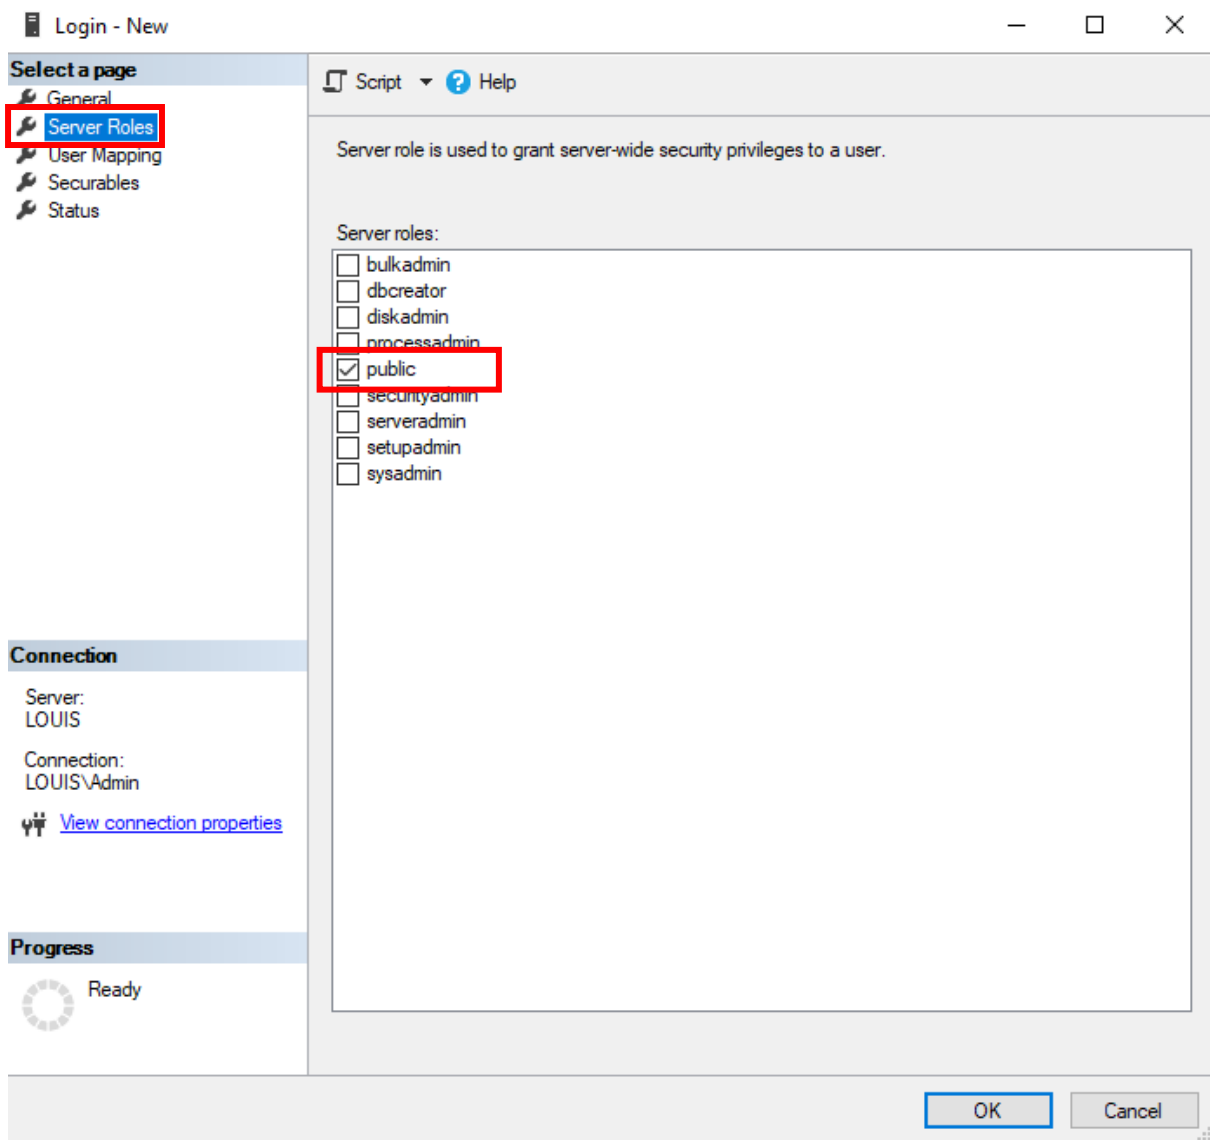 Login - New
Select a page
General
Server Roles
User Mapping
Securables
Status
Script
Help
Server role is used to grant server-wide security privileges to a user.
Server roles:
bulkadmin
dbcreator
diskadmin
processadmin
public
securityadmin
serveradmin
setupadmin
sysadmin
Connection
Server:
LOUIS
Connection:
LOUIS\Admin
View connection properties
Progress
Ready
OK
Cancel